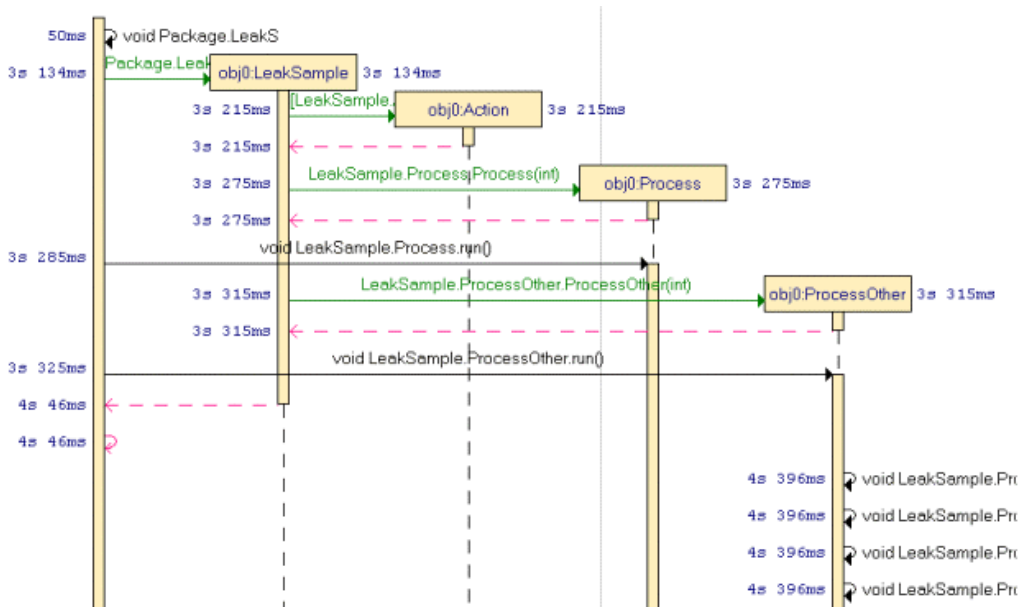 50ms void Package.LeakS
3s 134ms Package.Leak obj0:LeakSample 3s 134ms
3s 215ms [LeakSample. obj0:Action 3s 215ms
3s 215ms
3s 275ms LeakSample.Process.Process(int) obj0:Process 3s 275ms
3s 275ms
void LeakSample.Process.run()
3s 285ms
3s 315ms LeakSample.ProcessOther.ProcessOther(int) obj0:ProcessOther 3s 315ms
3s 315ms
void LeakSample.ProcessOther.run()
3s 325ms
4s 46ms
4s 46ms
4s 396ms void LeakSample.Pro
4s 396ms void LeakSample.Pro
4s 396ms void LeakSample.Pro
4s 396ms void LeakSample.Pro